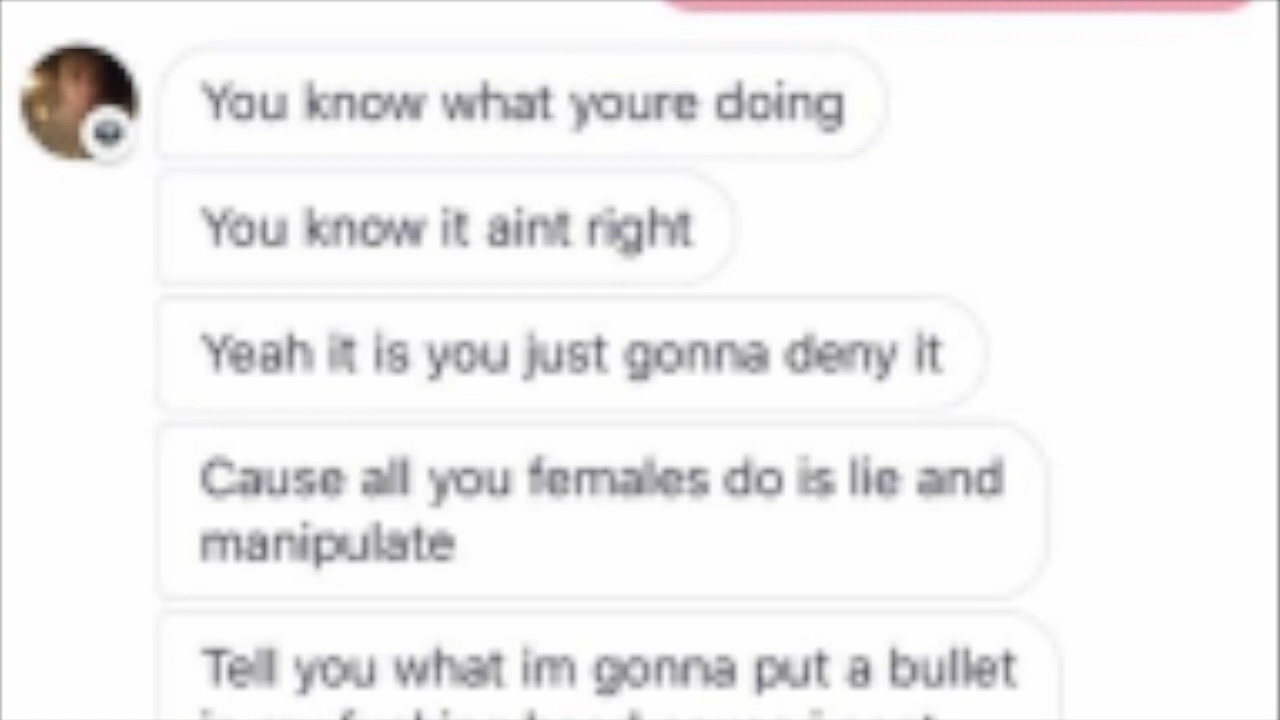 You know what youre doing
You know it aint right
Yeah it is you just gonna deny it
Cause all you females do is lie and
manipulate
Tell you what im gonna put a bullet